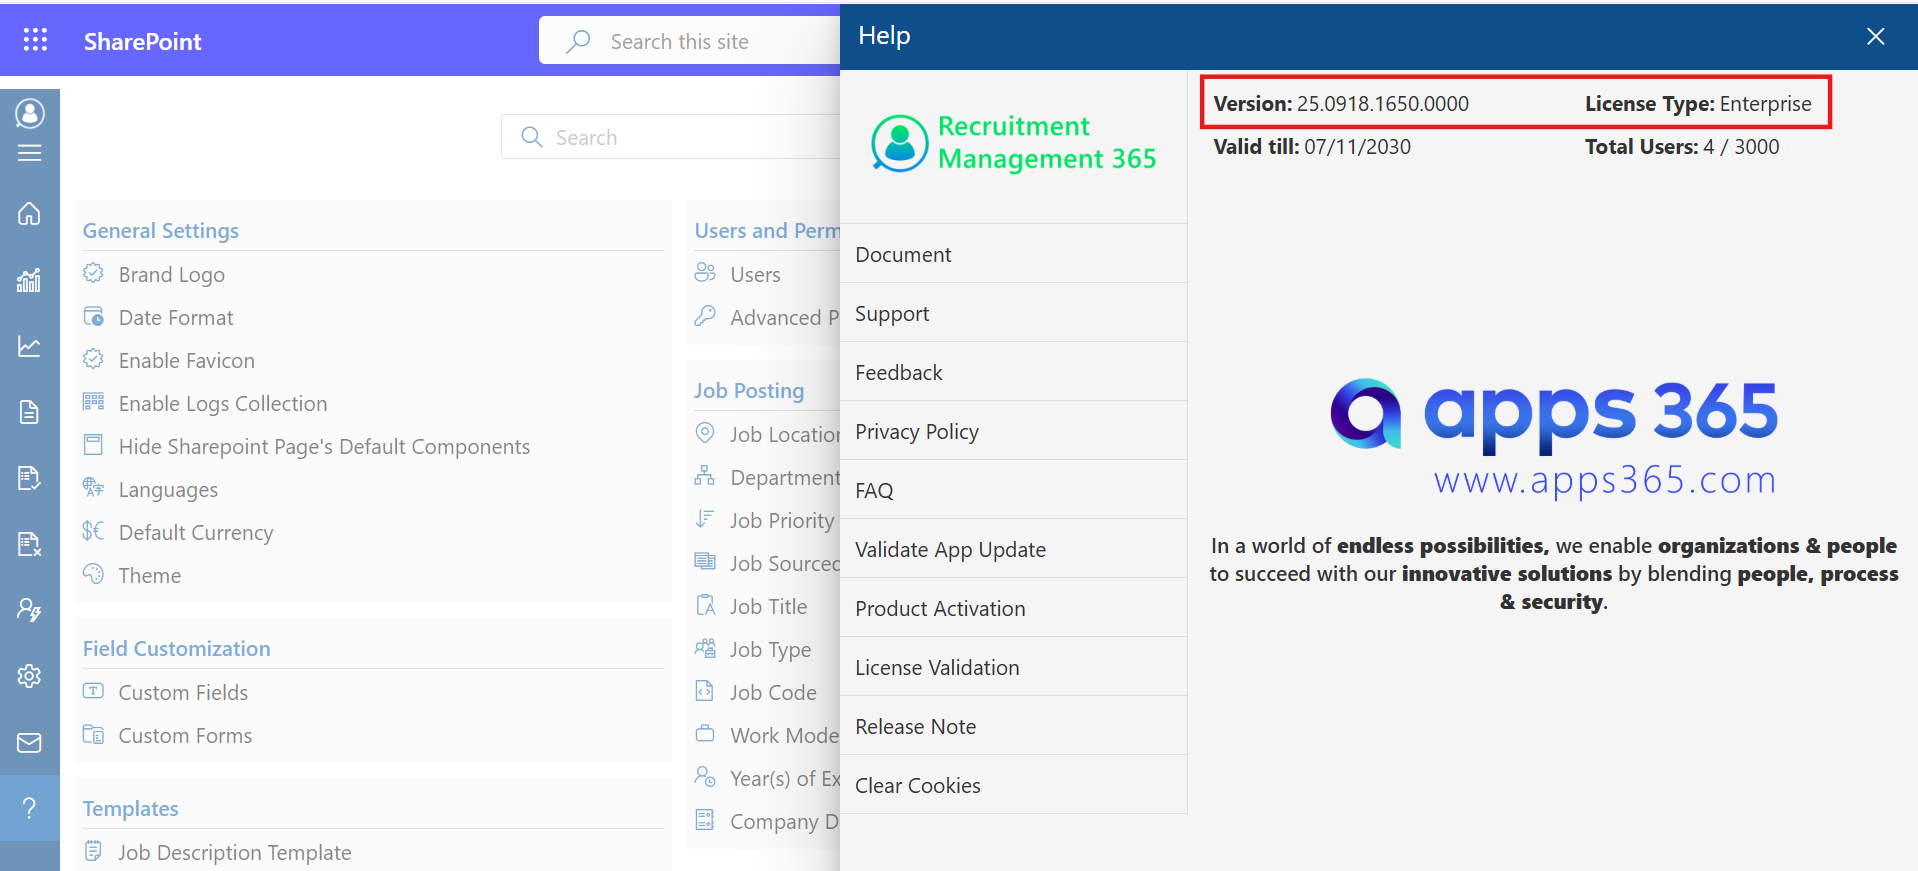 SharePoint
Search this site
Help
Search
General Settings
Brand Logo
Date Format
Enable Favicon
Enable Logs Collection
Hide Sharepoint Page's Default Components
Languages
Default Currency
Theme
Field Customization
Custom Fields
Custom Forms
Templates
Job Description Template
Users and Perm
Users
Advanced P
Job Posting
Job Location
Department
Job Priority
Job Sourced
Job Title
Job Type
Job Code
Work Mode
Year(s) of Ex
Company D
Recruitment
Management 365
Document
Support
Feedback
Privacy Policy
FAQ
Validate App Update
Product Activation
License Validation
Release Note
Clear Cookies
Version: 25.0918.1650.0000 License Type: Enterprise
Valid till: 07/11/2030 Total Users: 4 / 3000
apps 365
www.apps365.com
In a world of endless possibilities, we enable organizations & people
to succeed with our innovative solutions by blending people, process
& security.